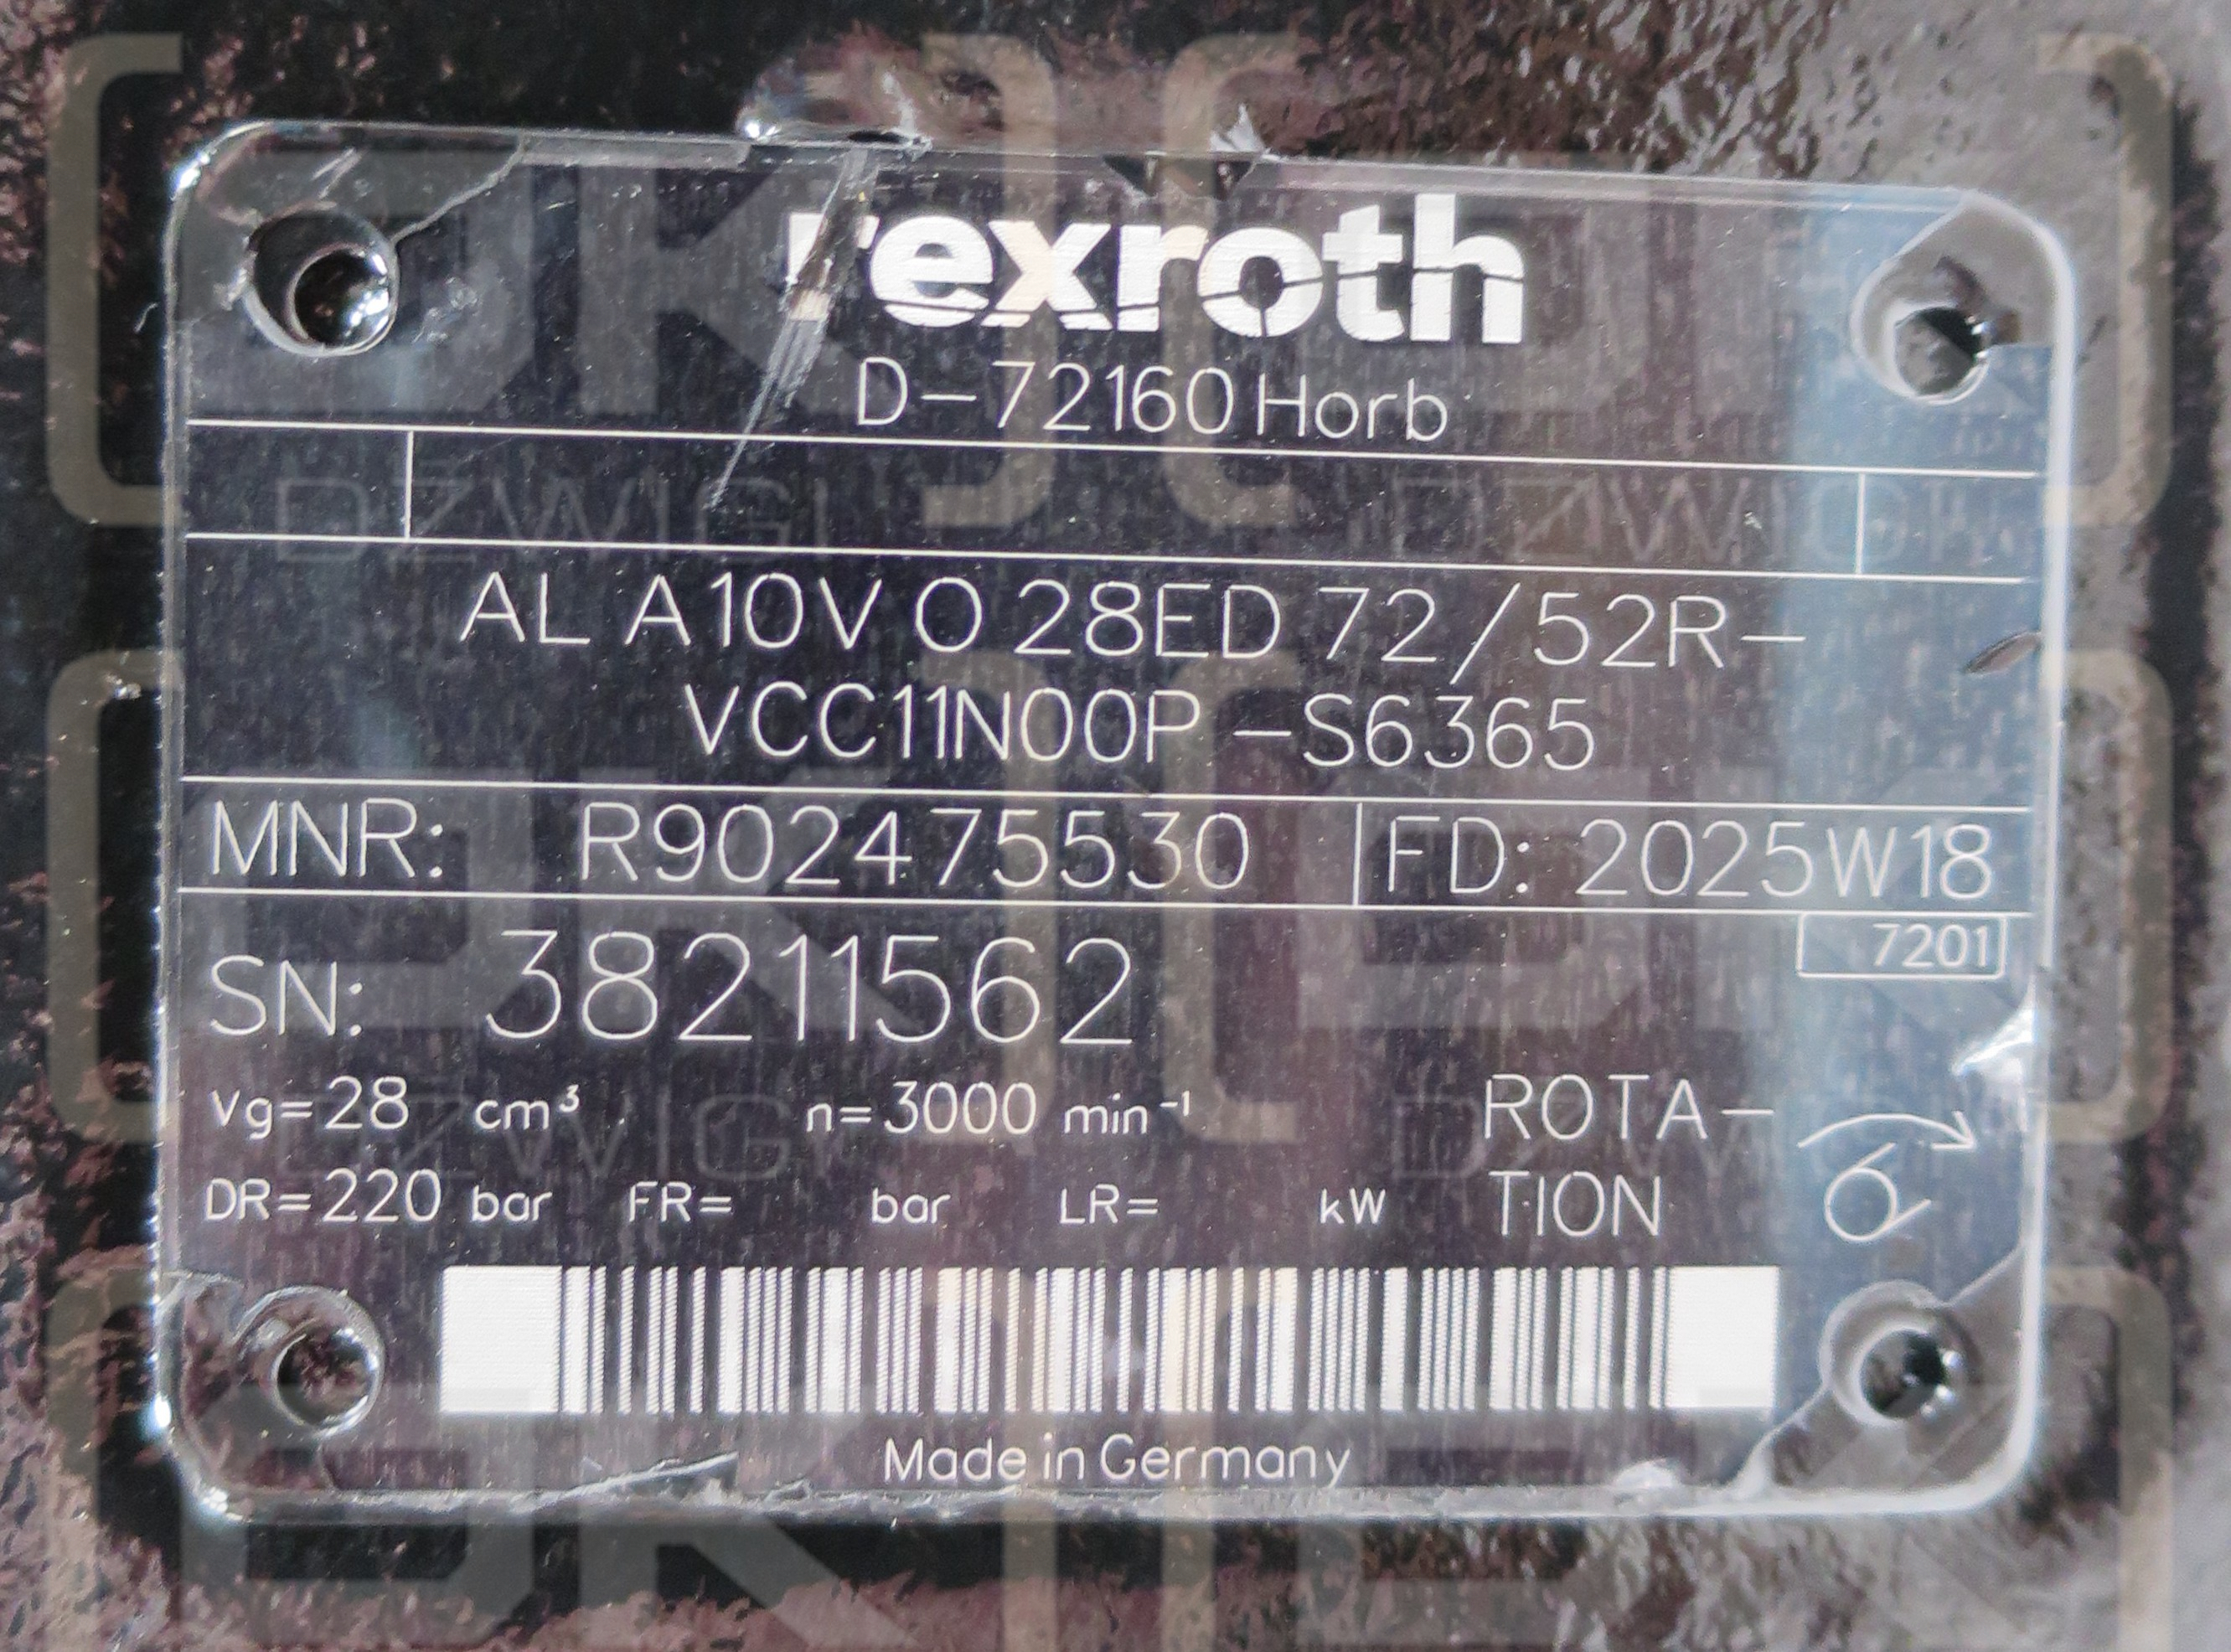 rexroth
D-72160 Horb
AL A10V O 28ED 72/52R-
VCC11N00P -S6365
MNR: R902475530 FD: 2025W18
7201
SN: 38211562
Vg=28 cm³ n=3000 min⁻¹ ROTA-
DR=220 bar FR= bar LR= kW TION
Made in Germany